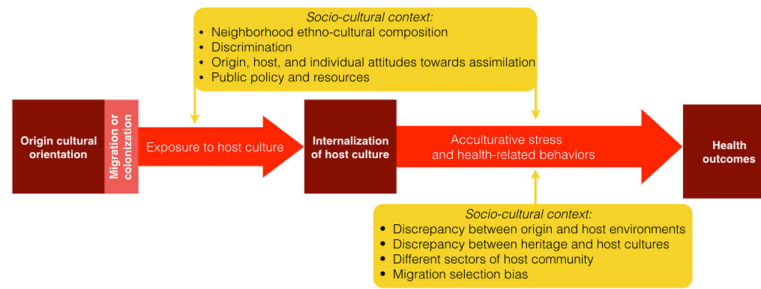 Socio-cultural context:
• Neighborhood ethno-cultural composition
• Discrimination
• Origin, host, and individual attitudes towards assimilation
• Public policy and resources
Origin cultural
orientation
Migration or
colonization
Exposure to host culture
Internalization
of host culture
Acculturative stress
and health-related behaviors
Health
outcomes
Socio-cultural context:
• Discrepancy between origin and host environments
• Discrepancy between heritage and host cultures
• Different sectors of host community
• Migration selection bias